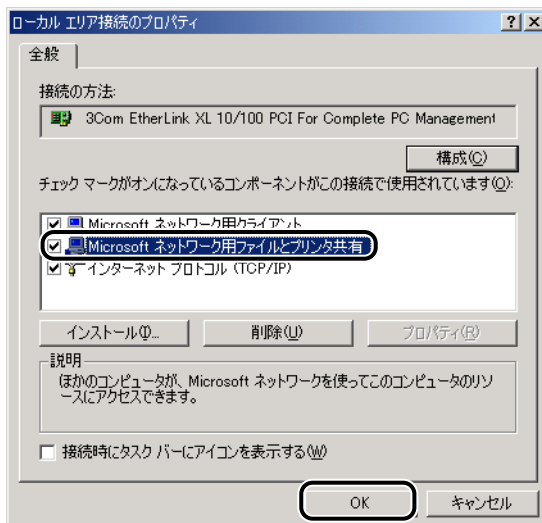 ローカル エリア接続のプロパティ
全般
接続の方法:
3Com EtherLink XL 10/100 PCI For Complete PC Management
構成(C)
チェック マークがオンになっているコンポーネントがこの接続で使用されています(O):
Microsoft ネットワーク用クライアント
Microsoft ネットワーク用ファイルとプリンタ共有
インターネット プロトコル (TCP/IP)
インストール(I)... 削除(U) プロパティ(R)
説明
ほかのコンピュータが、Microsoft ネットワークを使ってこのコンピュータのリソ
ースにアクセスできます。
接続時にタスク バーにアイコンを表示する(W)
OK キャンセル